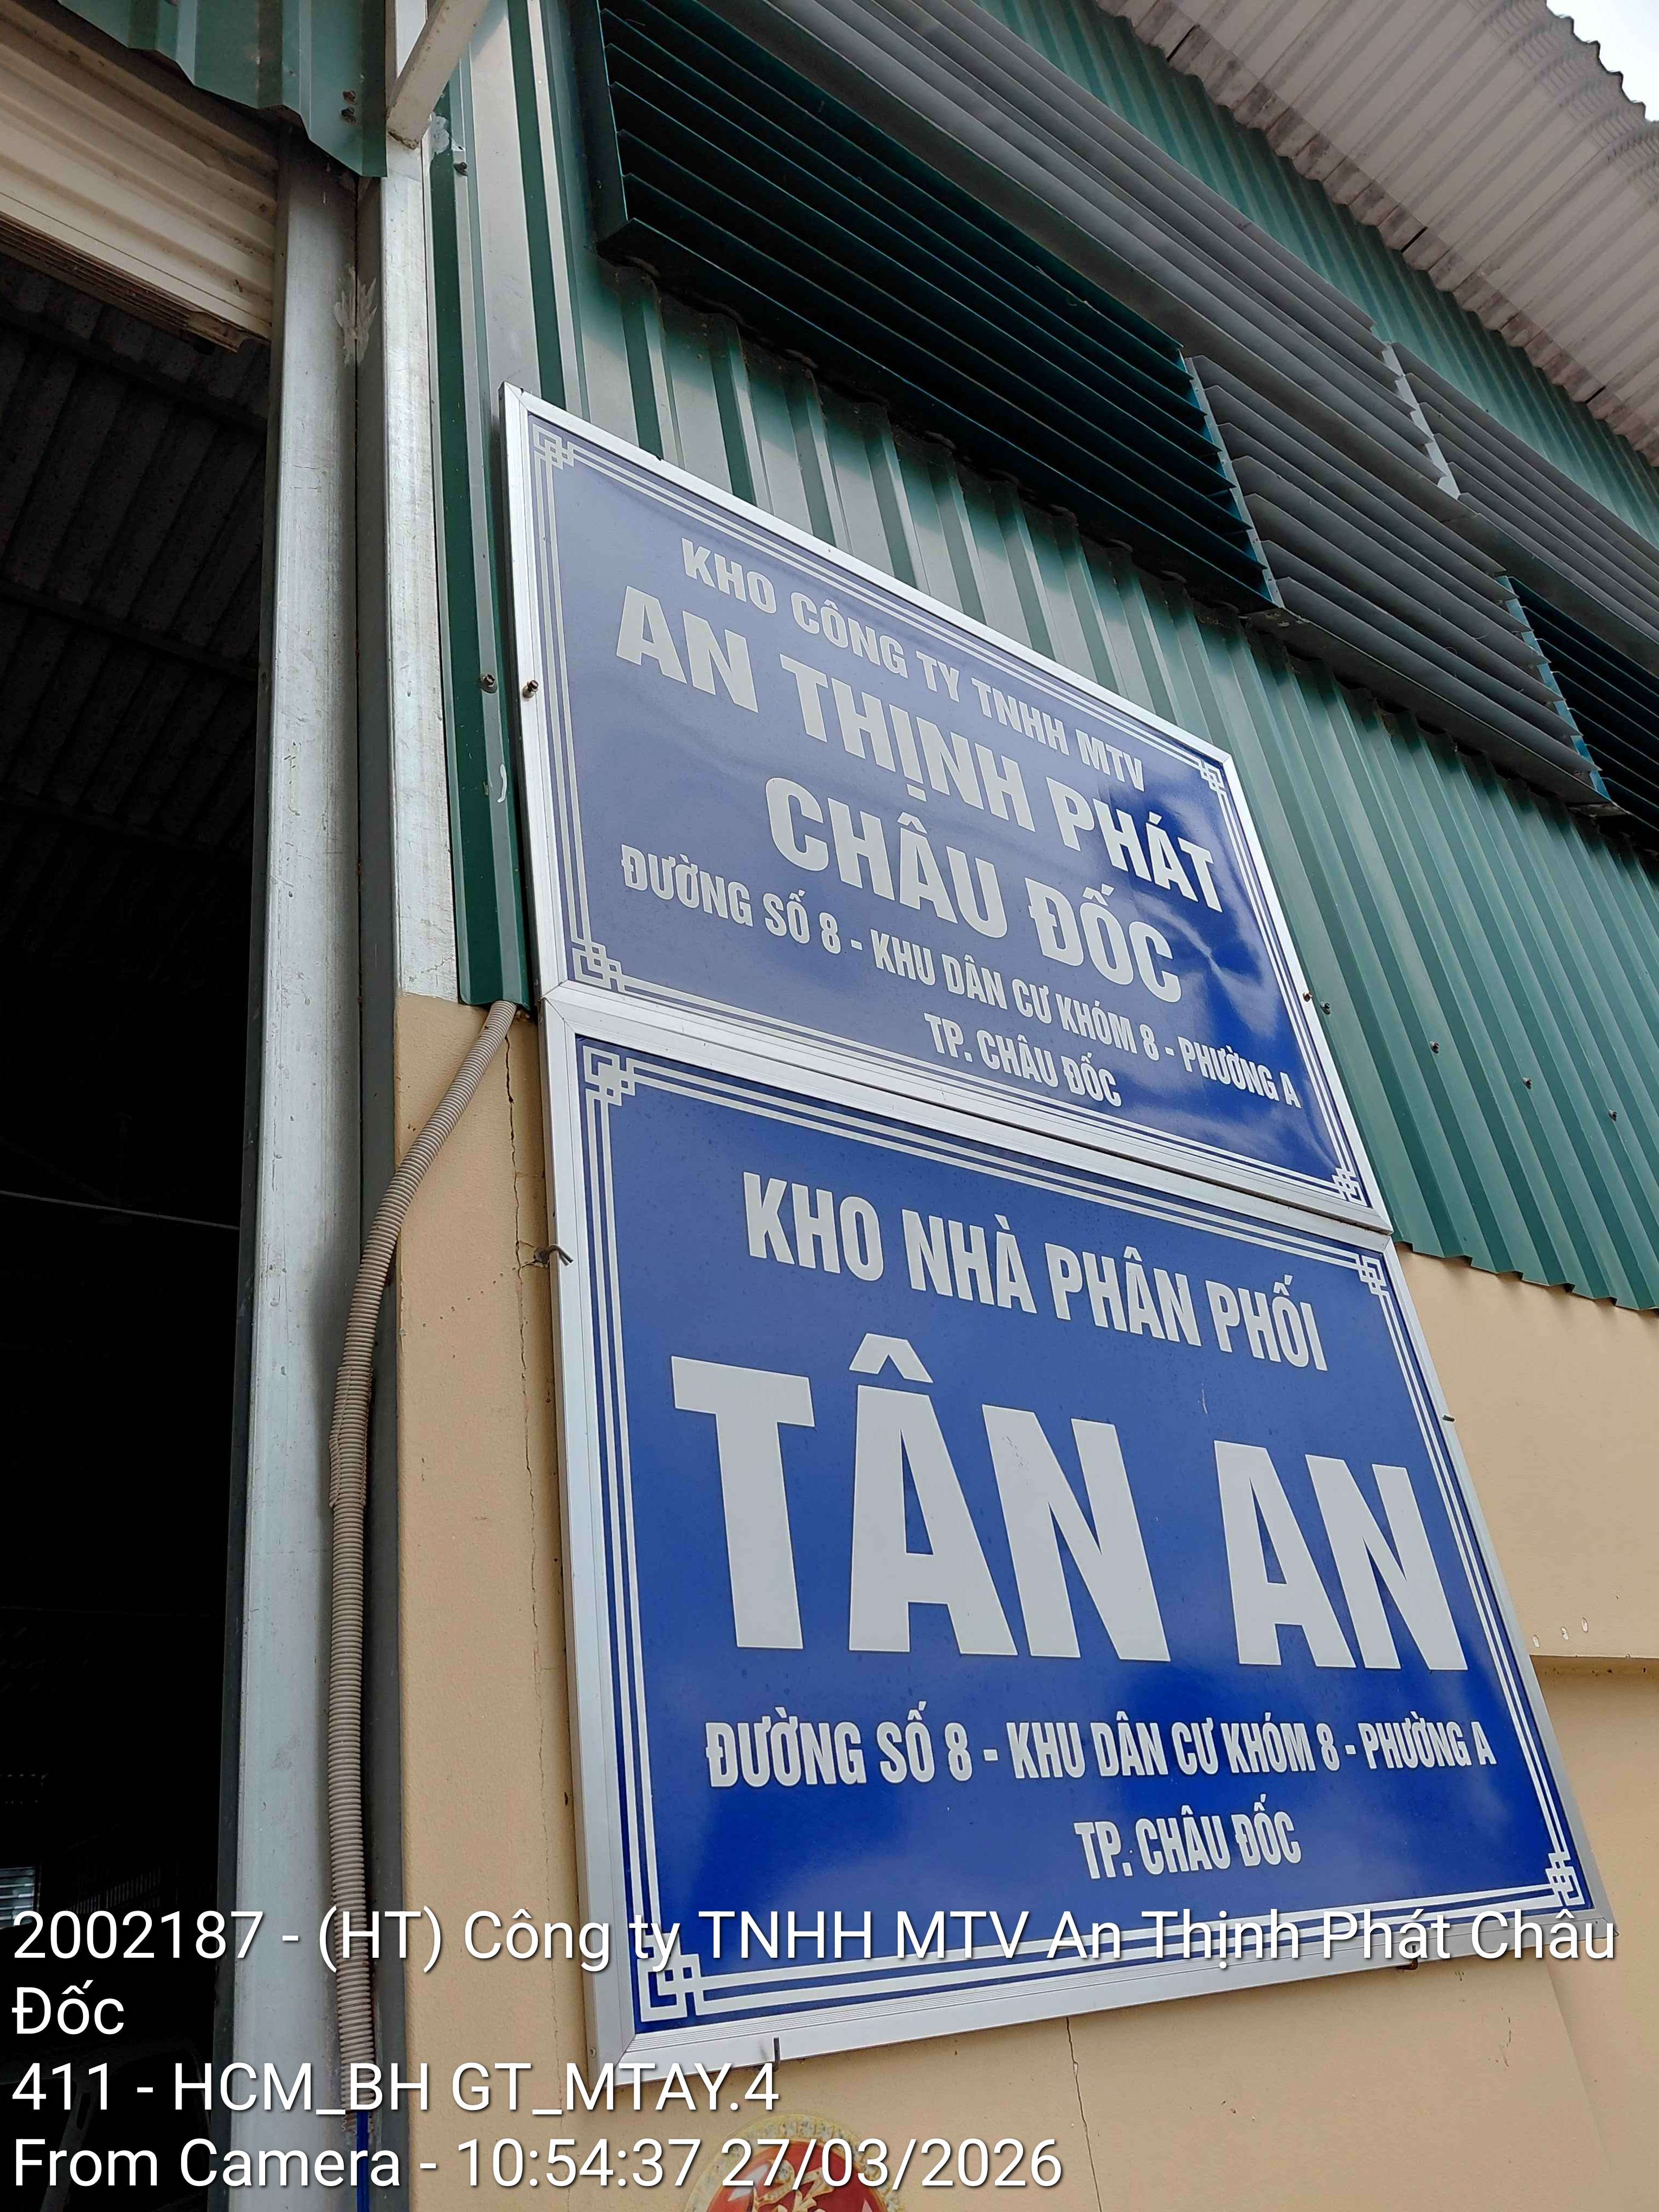 KHO CÔNG TY TNHH MTV
AN THỊNH PHÁT
CHÂU ĐỐC
ĐƯỜNG SỐ 8 - KHU DÂN CƯ KHÓM 8 - PHƯỜNG A
TP. CHÂU ĐỐC
KHO NHÀ PHÂN PHỐI
TÂN AN
ĐƯỜNG SỐ 8 - KHU DÂN CƯ KHÓM 8 - PHƯỜNG A
TP. CHÂU ĐỐC
2002187 - (HT) Công ty TNHH MTV An Thịnh Phát Châu
Đốc
411 - HCM_BH GT_MTAY.4
From Camera - 10:54:37 27/03/2026